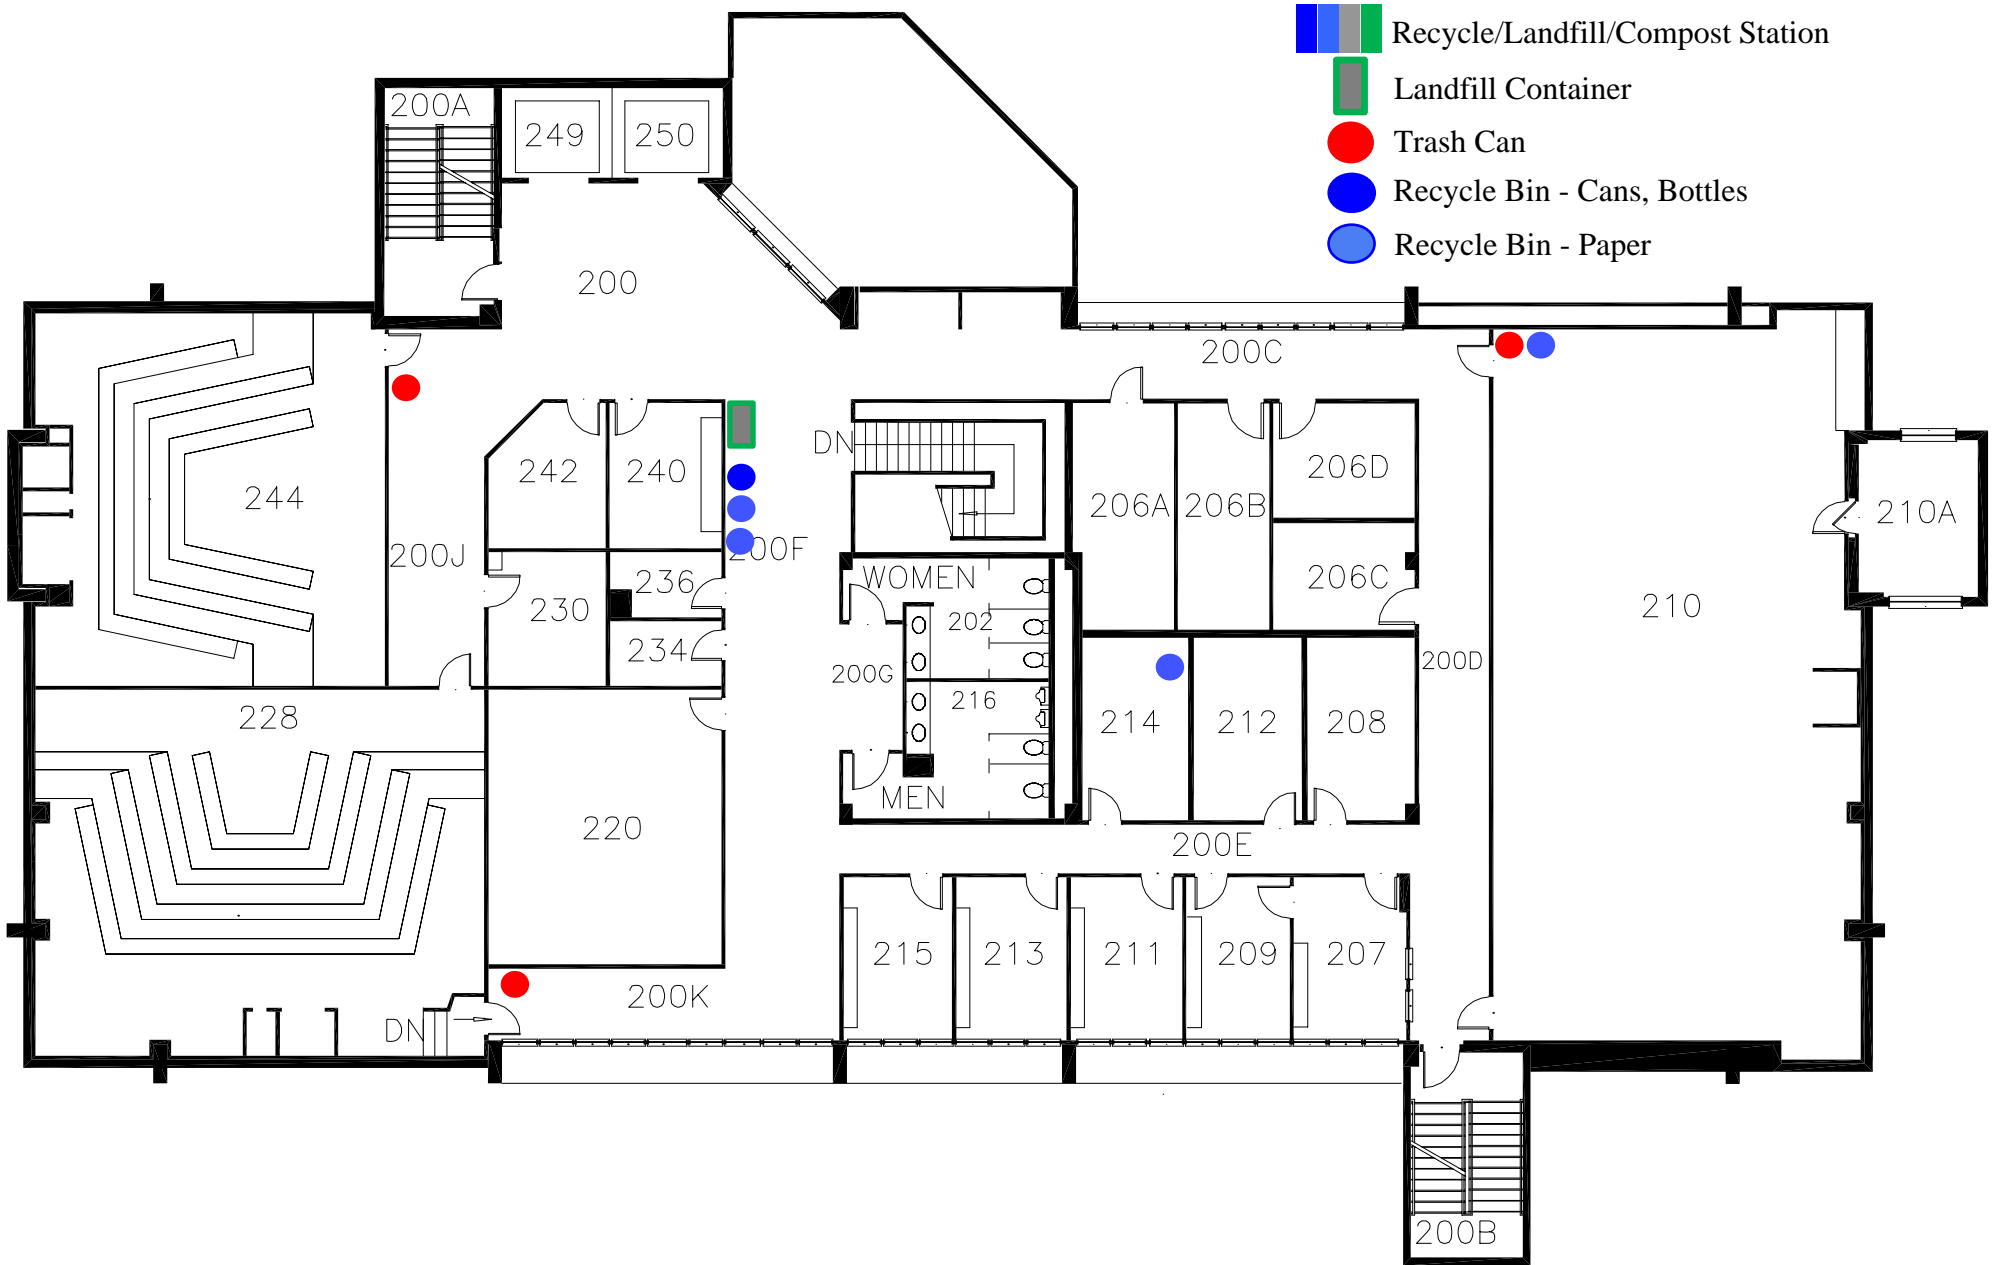 Recycle/Landfill/Compost Station
Landfill Container
Trash Can
Recycle Bin - Cans, Bottles
Recycle Bin - Paper
200A
249
250
200
200C
DN
242
240
206D
244
206A
206B
210A
200J
200F
236
WOMEN
206C
230
202
210
234
200G
200D
216
228
214
212
208
MEN
220
200E
215
213
211
209
207
200K
DN
200B